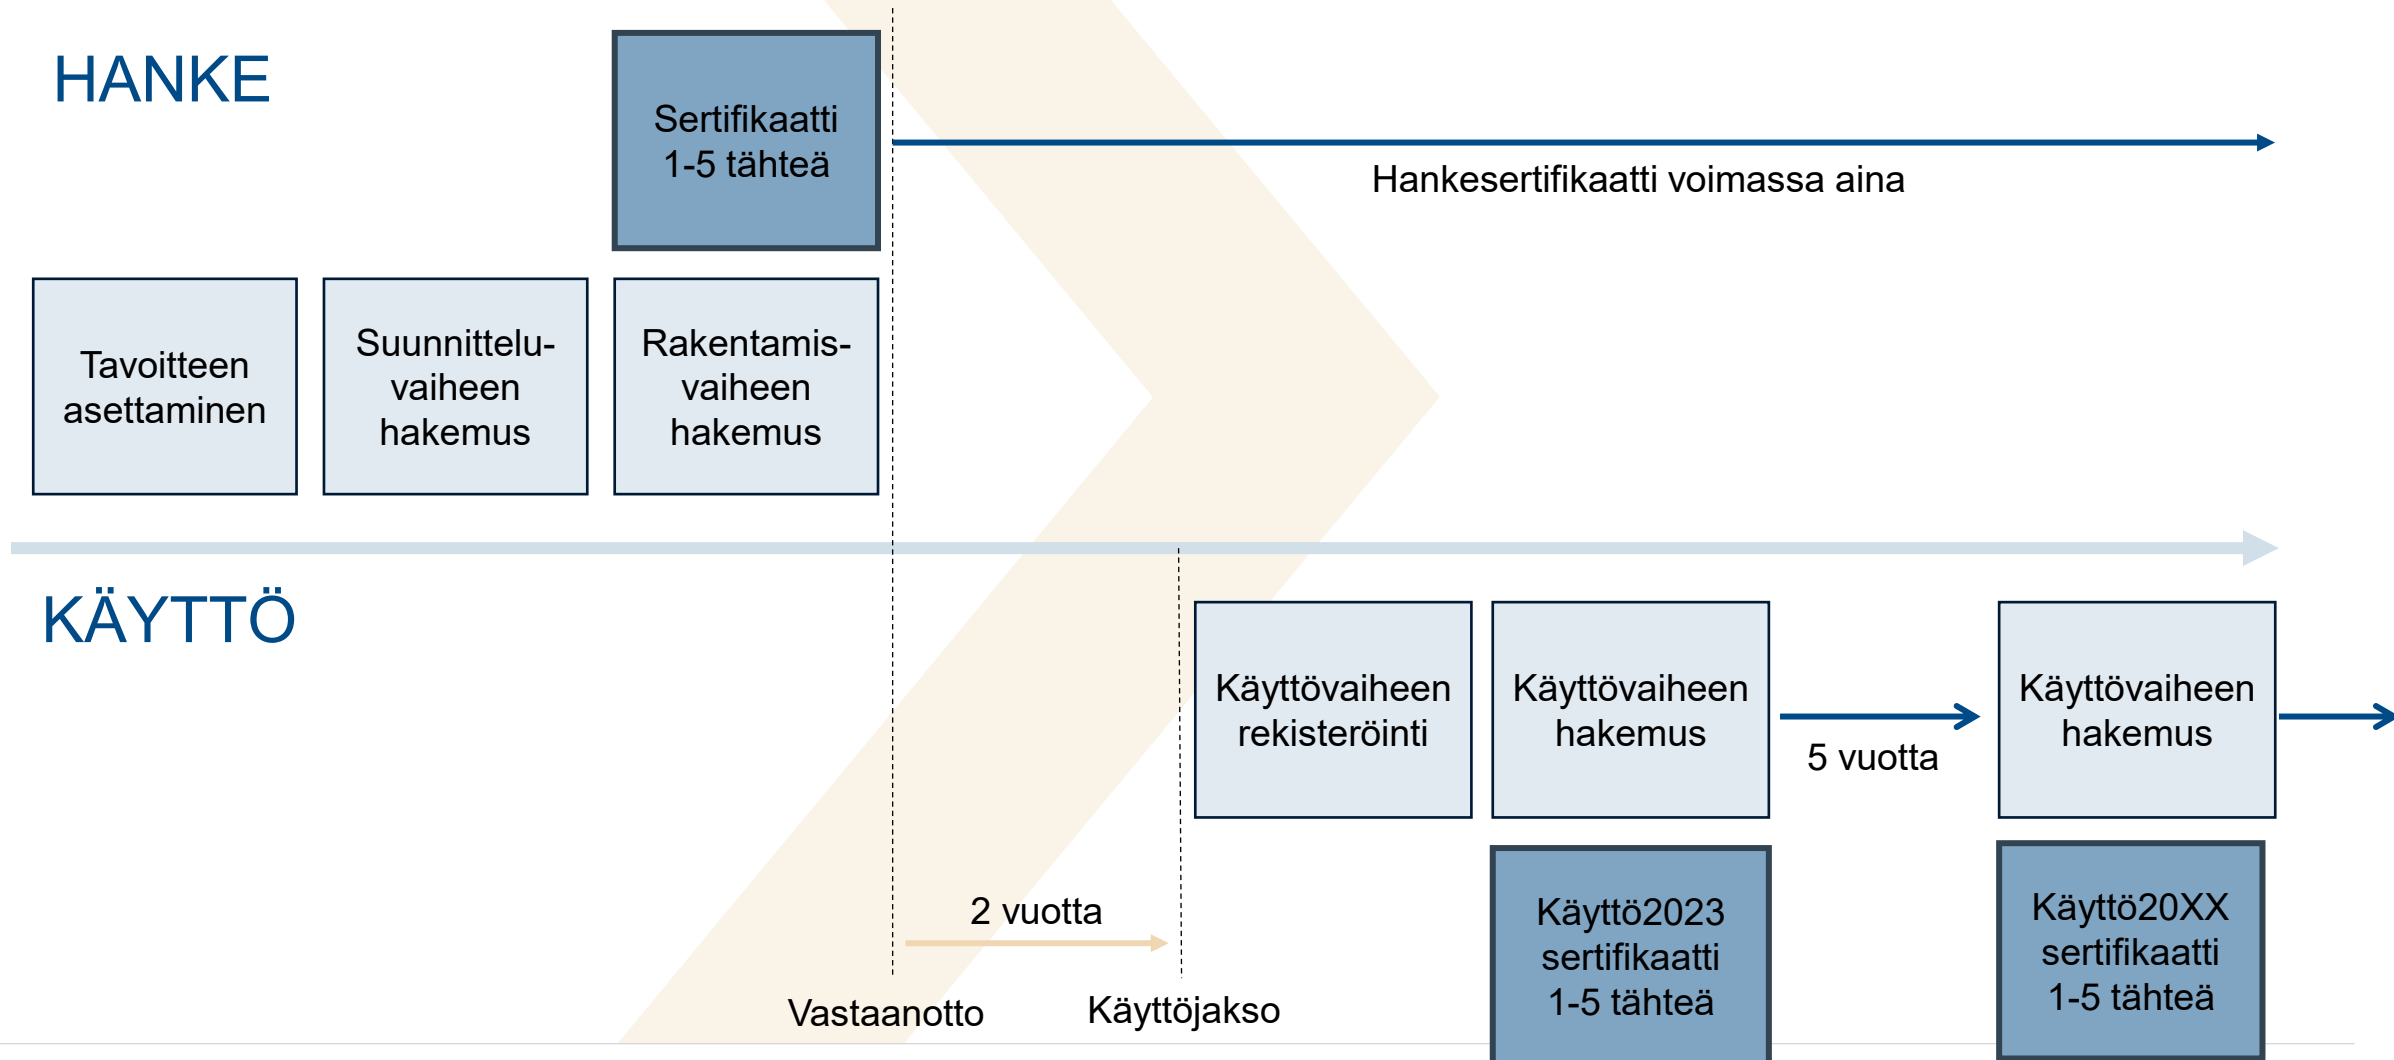 HANKE
Sertifikaatti
1-5 tähteä
Hankesertifikaatti voimassa aina
Tavoitteen
asettaminen
Suunnittelu-
vaiheen
hakemus
Rakentamis-
vaiheen
hakemus
KÄYTTÖ
Käyttövaiheen
rekisteröinti
Käyttövaiheen
hakemus
5 vuotta
Käyttövaiheen
hakemus
2 vuotta
Vastaanotto
Käyttöjakso
Käyttö2023
sertifikaatti
1-5 tähteä
Käyttö20XX
sertifikaatti
1-5 tähteä